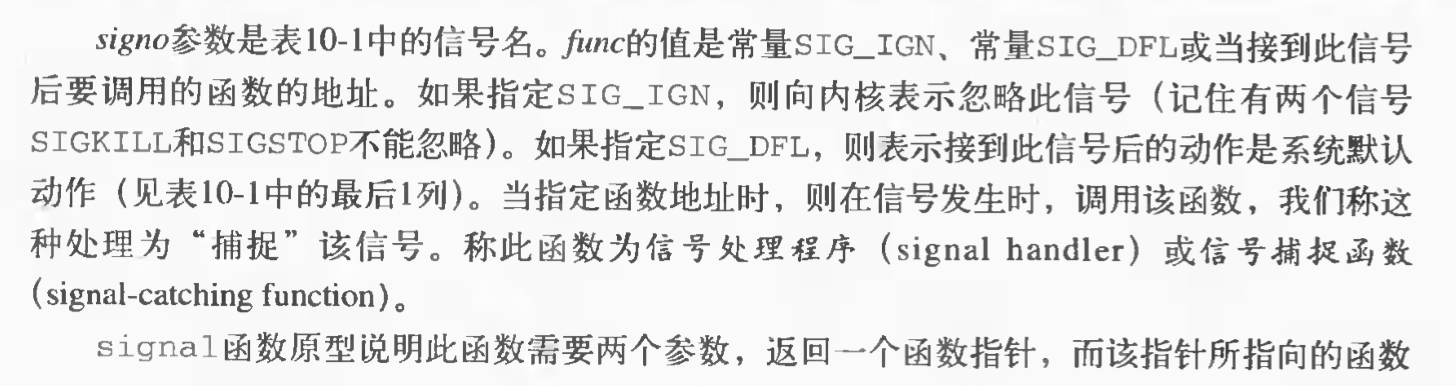 signo参数是表10-1中的信号名。func的值是常量SIG_IGN、常量SIG_DFL或当接到此信号
后要调用的函数的地址。如果指定SIG_IGN，则向内核表示忽略此信号（记住有两个信号
SIGKILL和SIGSTOP不能忽略）。如果指定SIG_DFL，则表示接到此信号后的动作是系统默认
动作（见表10-1中的最后1列）。当指定函数地址时，则在信号发生时，调用该函数，我们称这
种处理为“捕捉”该信号。称此函数为信号处理程序（signal handler）或信号捕捉函数
(signal-catching function)。
signal函数原型说明此函数需要两个参数，返回一个函数指针，而该指针所指向的函数